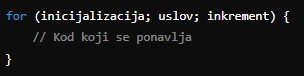 for (inicijalizacija; uslov; inkrement) {
    // Kod koji se ponavlja
}